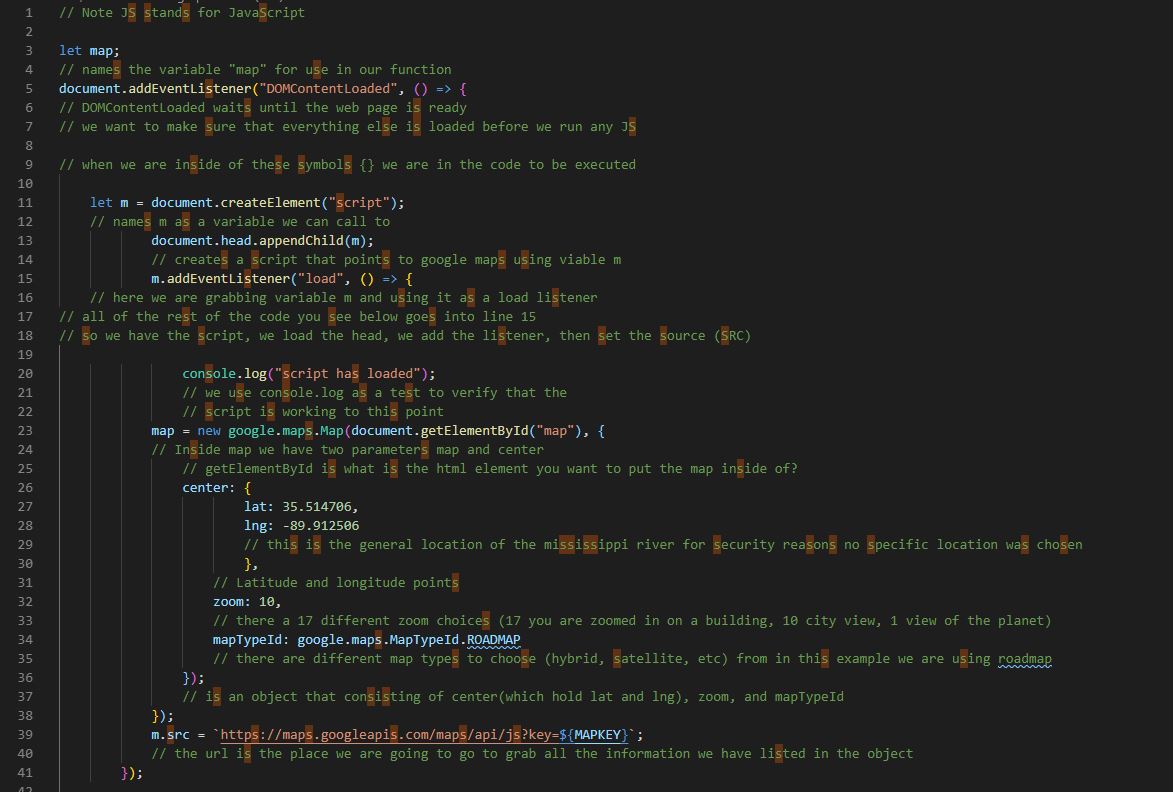 1 // Note JS stands for JavaScript
2
3 let map;
4 // names the variable "map" for use in our function
5 document.addEventListener("DOMContentLoaded", () => {
6 // DOMContentLoaded waits until the web page is ready
7 // we want to make sure that everything else is loaded before we run any JS
8
9 // when we are inside of these symbols {} we are in the code to be executed
10
11 let m = document.createElement("script");
12 // names m as a variable we can call to
13 document.head.appendChild(m);
14 // creates a script that points to google maps using viable m
15 m.addEventListener("load", () => {
16 // here we are grabbing variable m and using it as a load listener
17 // all of the rest of the code you see below goes into line 15
18 // so we have the script, we load the head, we add the listener, then set the source (SRC)
19
20 console.log("script has loaded");
21 // we use console.log as a test to verify that the
22 // script is working to this point
23 map = new google.maps.Map(document.getElementById("map"), {
24 // Inside map we have two parameters map and center
25 // getElementById is what is the html element you want to put the map inside of?
26 center: {
27 lat: 35.514706,
28 lng: -89.912506
29 // this is the general location of the mississippi river for security reasons no specific location was chosen
30 },
31 // Latitude and longitude points
32 zoom: 10,
33 // there a 17 different zoom choices (17 you are zoomed in on a building, 10 city view, 1 view of the planet)
34 mapTypeId: google.maps.MapTypeId.ROADMAP
35 // there are different map types to choose (hybrid, satellite, etc) from in this example we are using roadmap
36 });
37 // is an object that consisting of center(which hold lat and lng), zoom, and mapTypeId
38 });
39 m.src = `https://maps.googleapis.com/maps/api/js?key=${MAPKEY}`;
40 // the url is the place we are going to go to grab all the information we have listed in the object
41 });